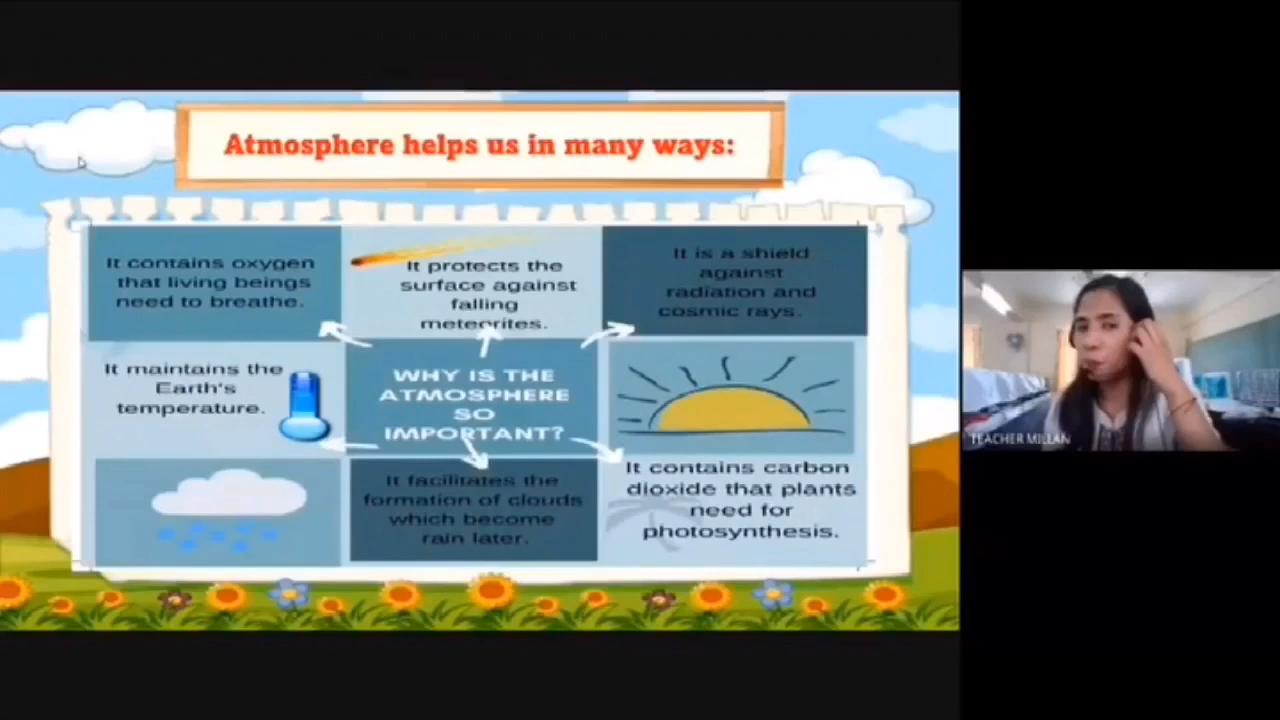 Atmosphere helps us in many ways:
It contains oxygen
that living beings
need to breathe.
It protects the
surface against
falling
meteorites.
It is a shield
against
radiation and
cosmic rays.
It maintains the
Earth's
temperature.
WHY IS THE
ATMOSPHERE
SO
IMPORTANT?
It facilitates the
formation of clouds
which become
rain later.
It contains carbon
dioxide that plants
need for
photosynthesis.
TEACHER MILLAN